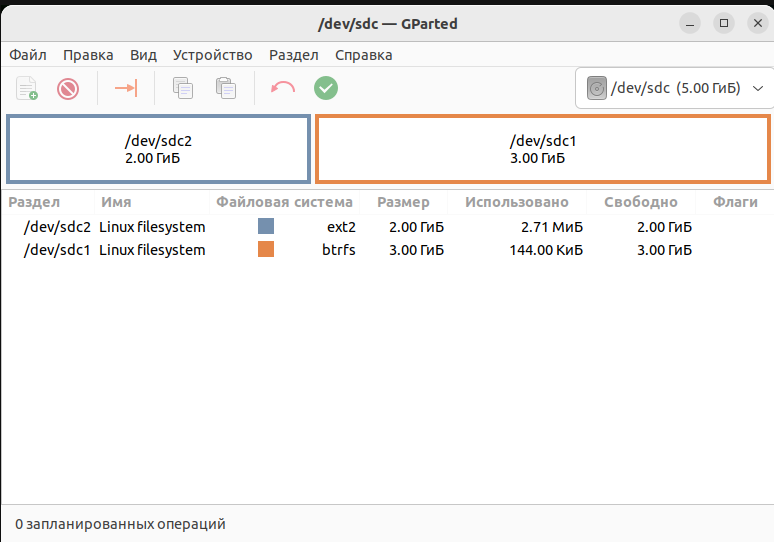 /dev/sdc — GParted
Файл Правка Вид Устройство Раздел Справка
/dev/sdc (5.00 ГиБ)
/dev/sdc2
2.00 ГиБ
/dev/sdc1
3.00 ГиБ
Раздел Имя Файловая система Размер Использовано Свободно Флаги
/dev/sdc2 Linux filesystem ext2 2.00 ГиБ 2.71 МиБ 2.00 ГиБ
/dev/sdc1 Linux filesystem btrfs 3.00 ГиБ 144.00 КиБ 3.00 ГиБ
0 запланированных операций